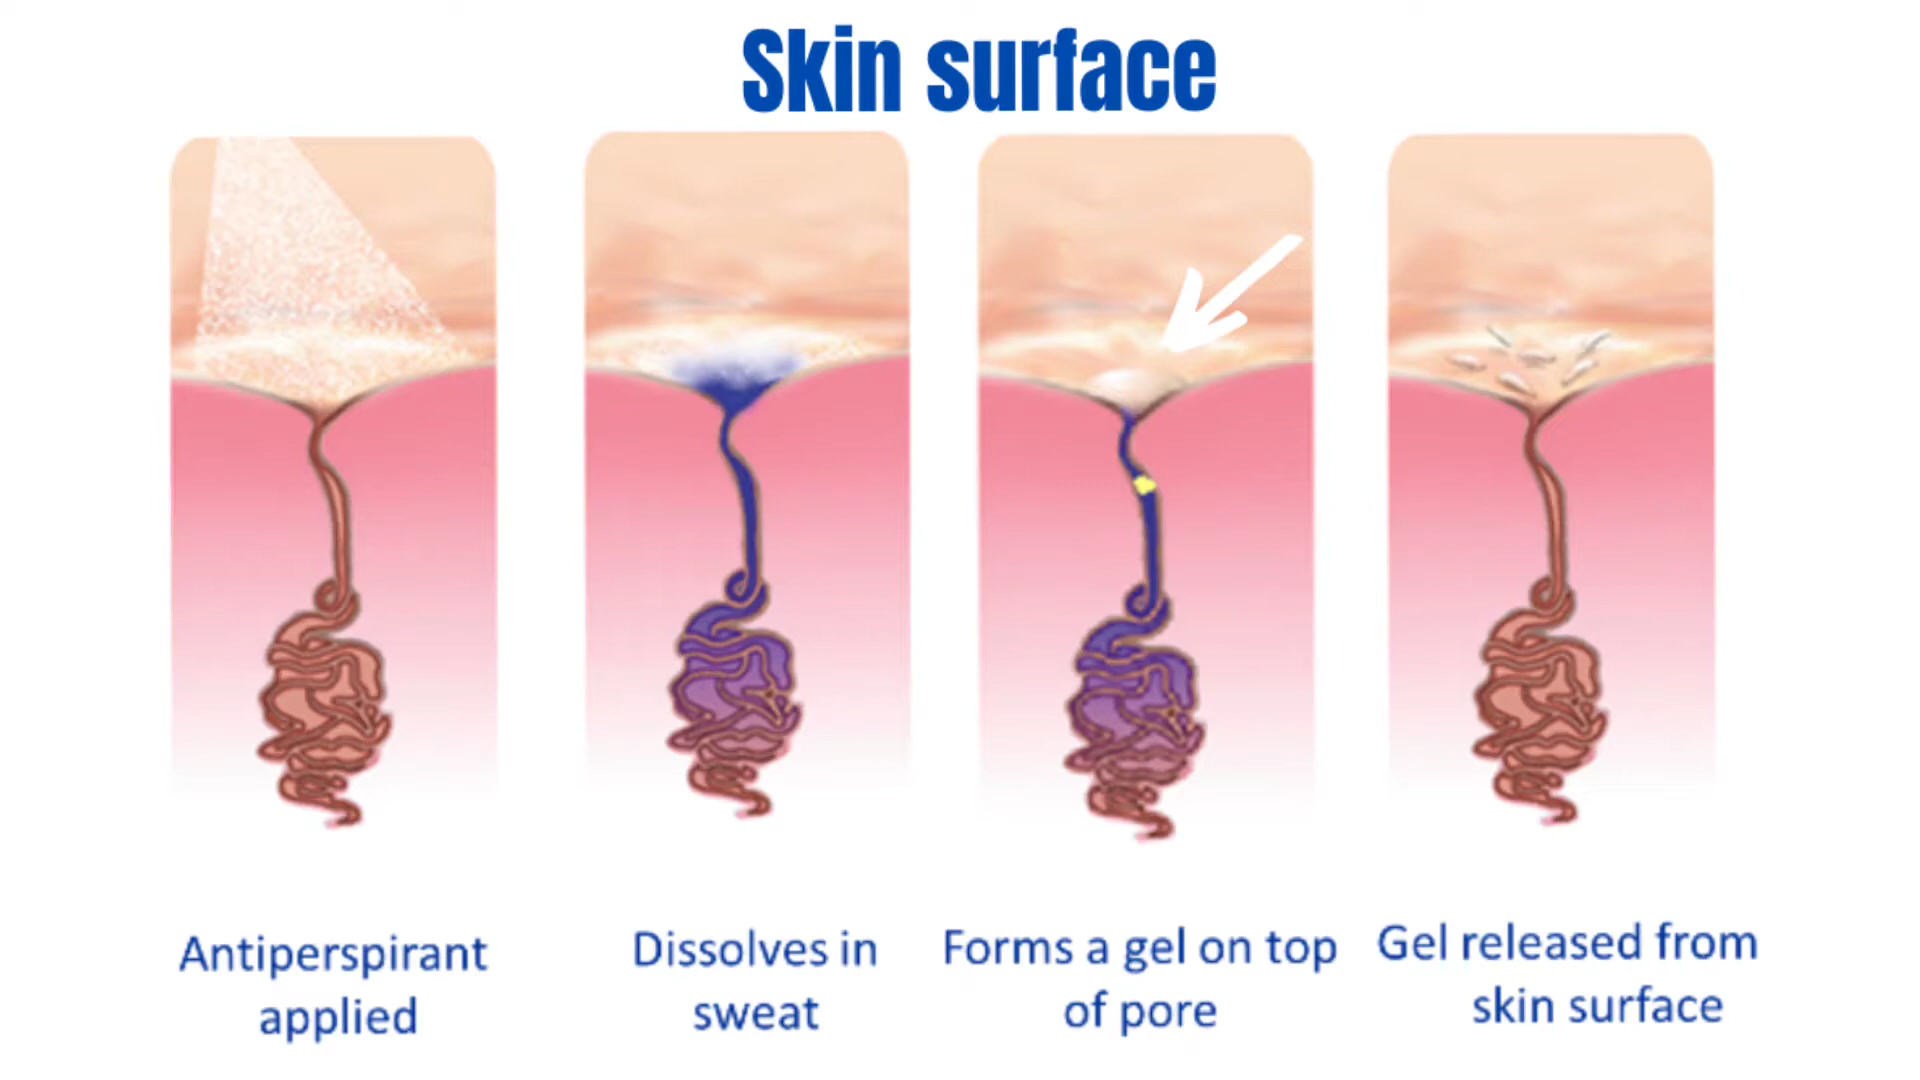 Skin surface
Antiperspirant
applied
Dissolves in
sweat
Forms a gel on top
of pore
Gel released from
skin surface